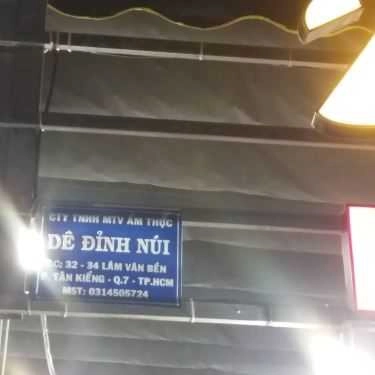 CTY TNHH MTV ẨM THỰC
DÊ ĐỈNH NÚI
ĐC: 32 - 34 LÂM VĂN BỀN
P. TÂN KIỂNG - Q.7 - TP.HCM
MST: 0314505724